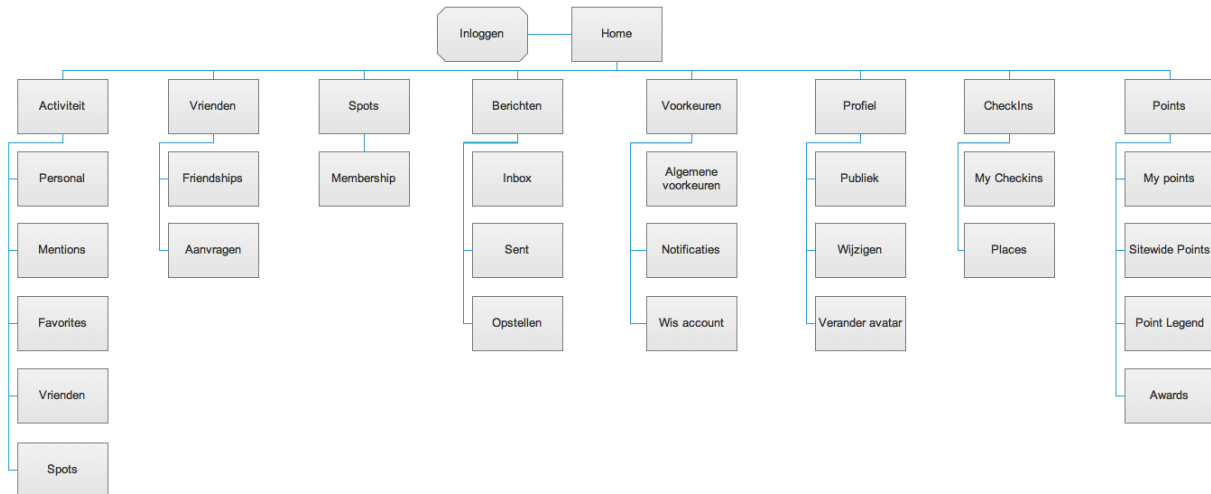 Inloggen
Home
Activiteit
Vrienden
Spots
Berichten
Voorkeuren
Profiel
CheckIns
Points
Personal
Friendships
Membership
Inbox
Algemene
voorkeuren
Publiek
My Checkins
My points
Mentions
Aanvragen
Sent
Notificaties
Wijzigen
Places
Sitewide Points
Favorites
Opstellen
Wis account
Verander avatar
Point Legend
Vrienden
Awards
Spots